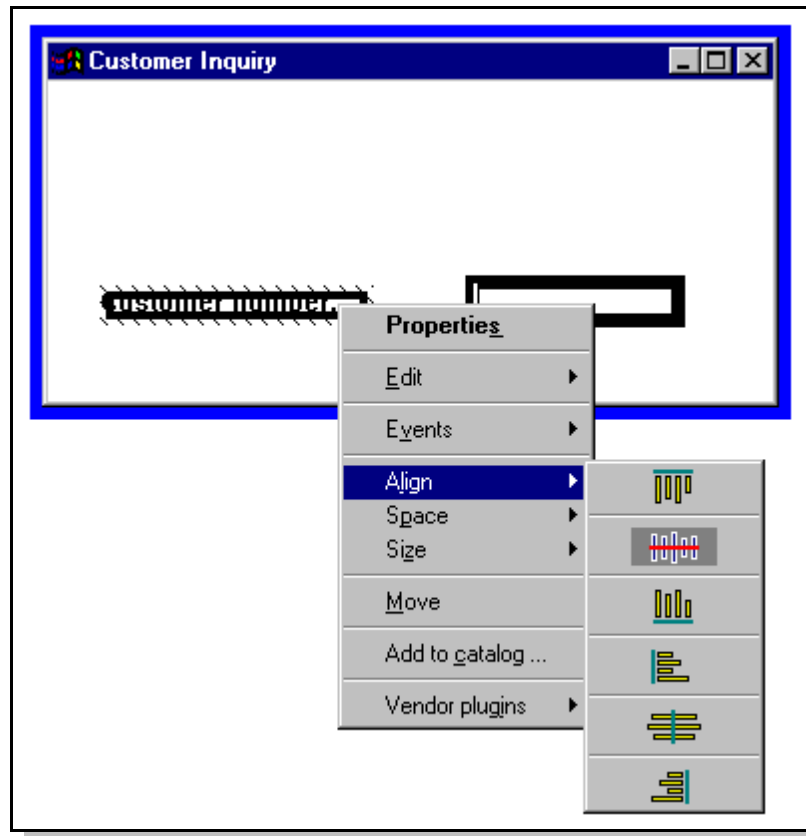 Customer Inquiry
Customer number.
Properties
Edit
Events
Align
Space
Size
Move
Add to catalog ...
Vendor plugins